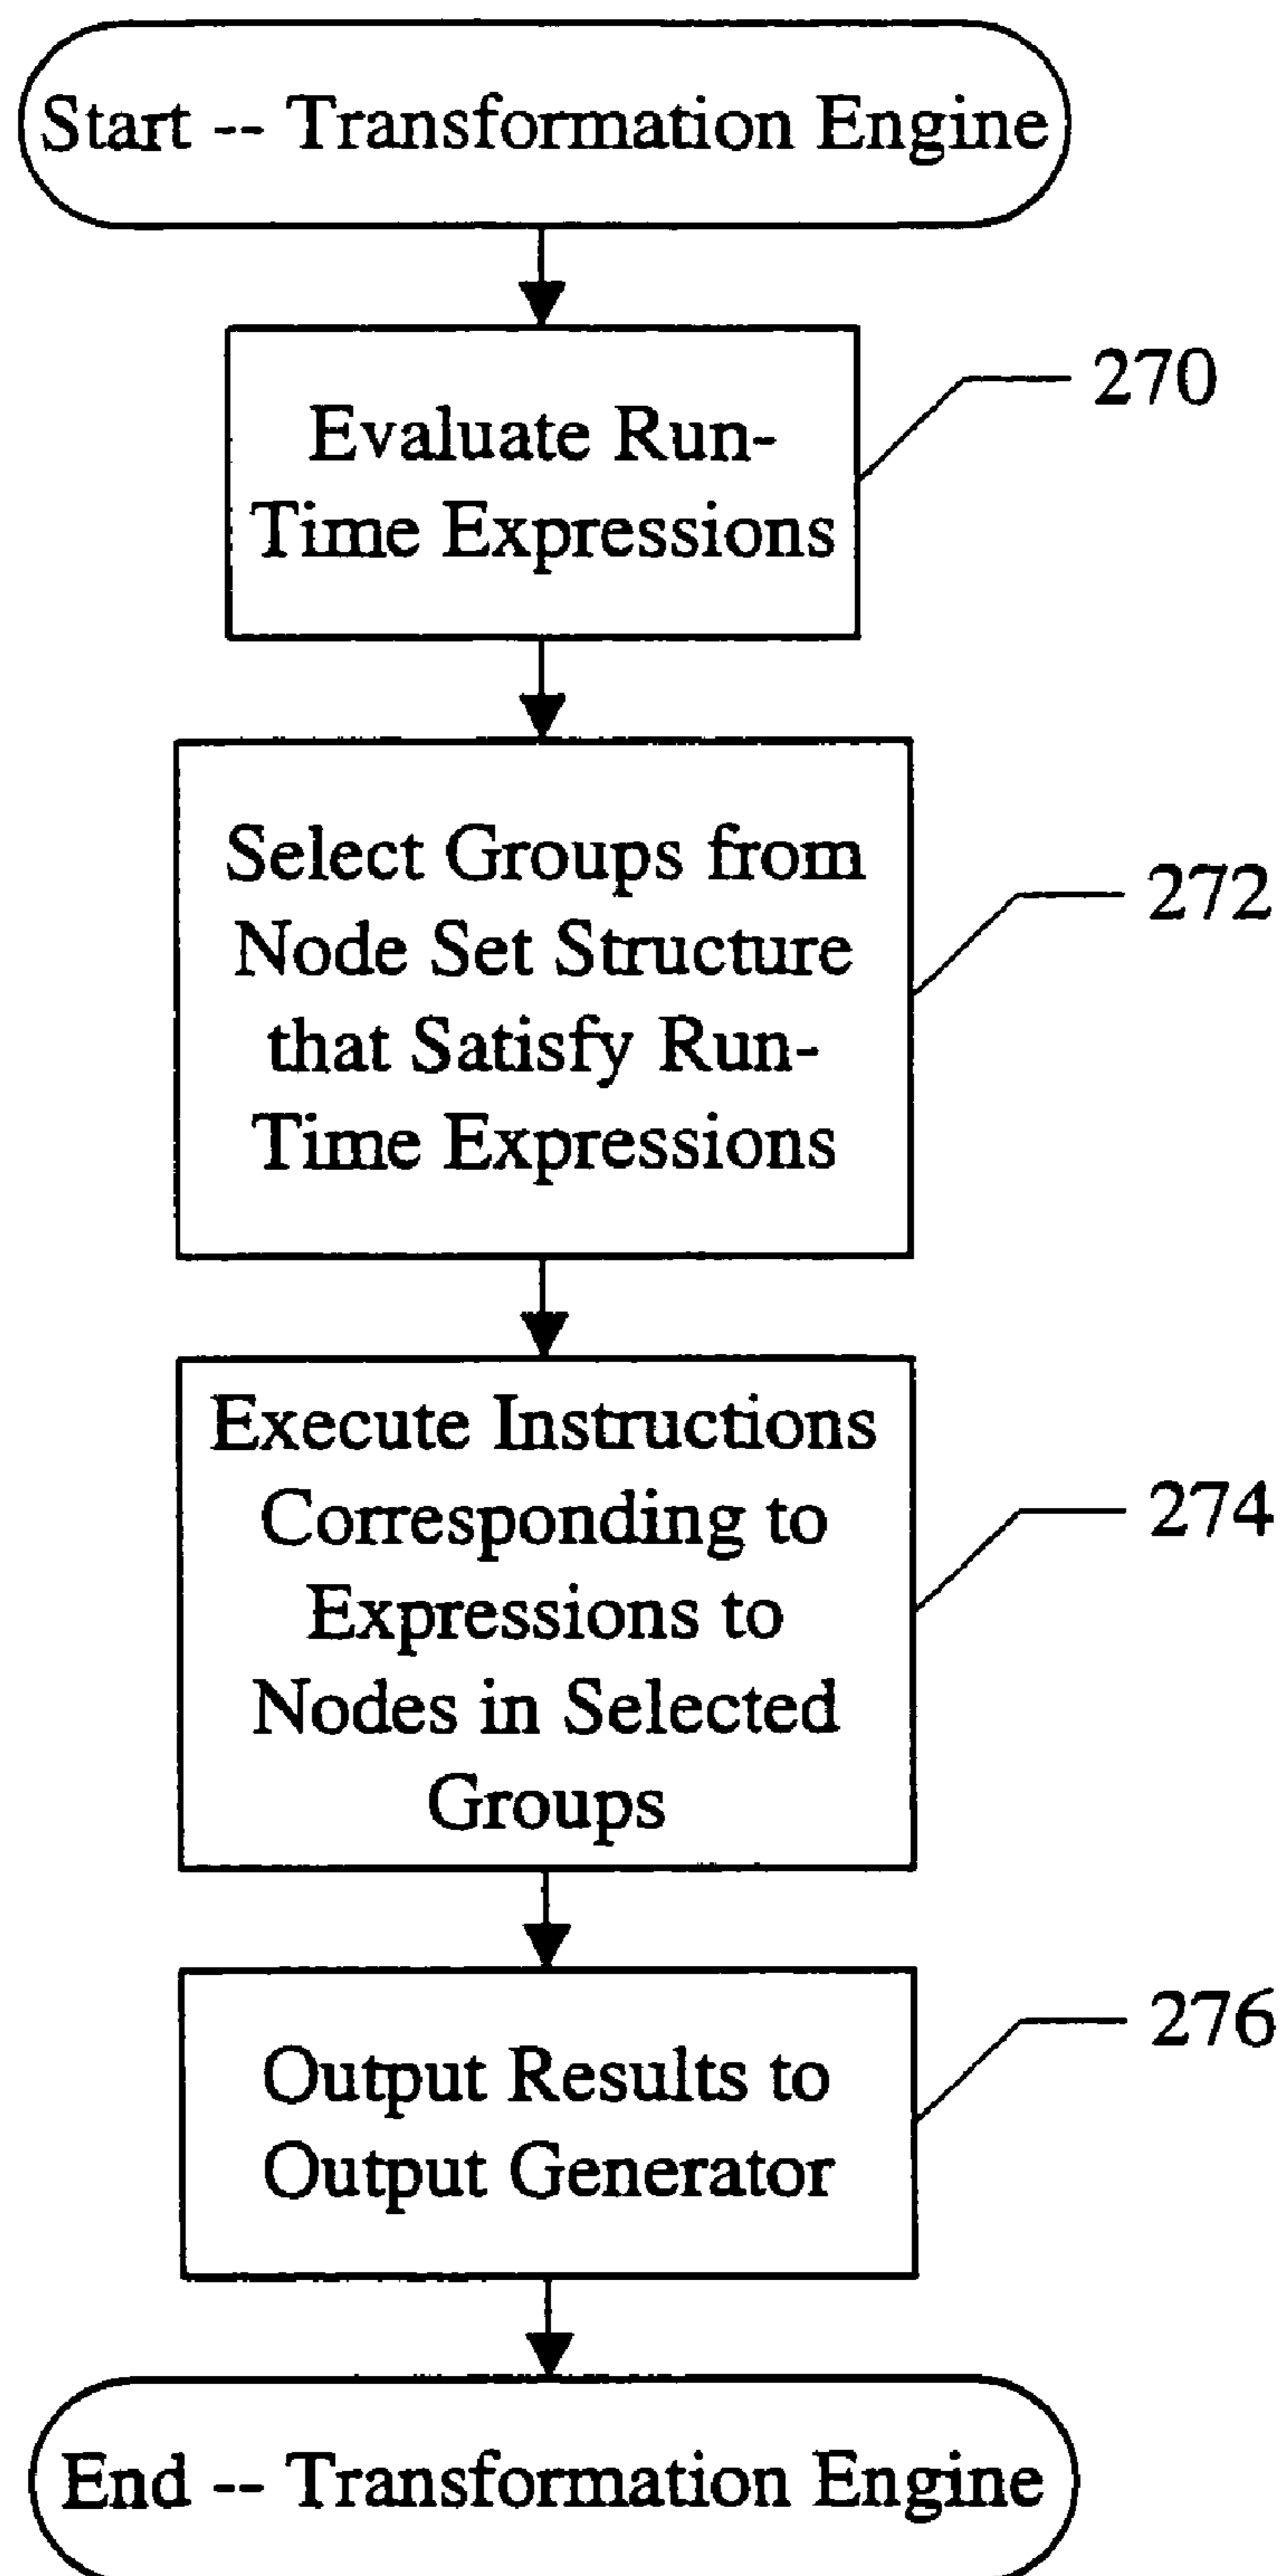 Start -- Transformation Engine
Evaluate Run-
Time Expressions
270
Select Groups from
Node Set Structure
that Satisfy Run-
Time Expressions
272
Execute Instructions
Corresponding to
Expressions to
Nodes in Selected
Groups
274
Output Results to
Output Generator
276
End -- Transformation Engine